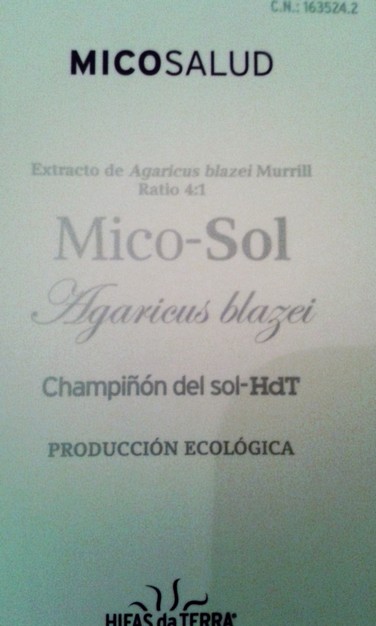 C.N.: 163524.2
MICOSALUD
Extracto de Agaricus blazei Murrill
Ratio 4:1
Mico-Sol
Agaricus blazei
Champiñón del sol-HdT
PRODUCCIÓN ECOLÓGICA
HIFAS da TERRA®